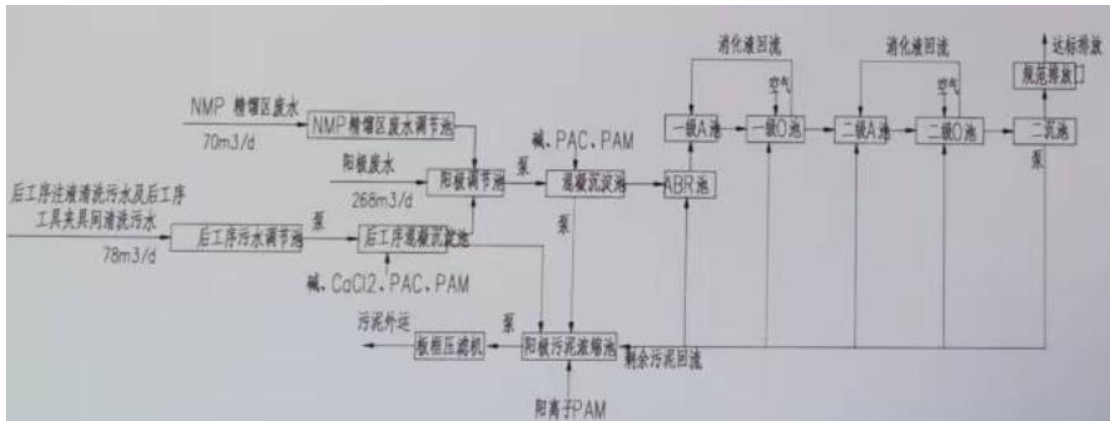 消化液回流
消化液回流
达标排放
规范排放口
空气
空气
NMP 精馏区废水
NMP精馏区废水调节池
70m3/d
一级A池
一级O池
二级A池
二级O池
二沉池
碱、PAC、PAM
阳极废水
阳极调节池
泵
混凝沉淀池
ABR池
泵
268m3/d
后工序注液清洗污水及后工序
工具夹具间清洗污水
泵
泵
78m3/d
后工序污水调节池
后工序混凝沉淀池
碱、CaCl2、PAC、PAM
污泥外运
泵
板框压滤机
阳极污泥浓缩池
剩余污泥回流
阳离子PAM